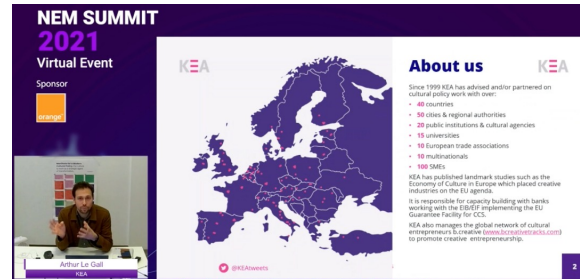 NEM SUMMIT
2021
Virtual Event
Sponsor
orange
KEA
About us
KEA
Since 1999 KEA has advised and/or partnered on
cultural policy work with over:
• 40 countries
• 50 cities & regional authorities
• 20 public institutions & cultural agencies
• 15 universities
• 10 European trade associations
• 10 multinationals
• 100 SMEs
KEA has published landmark studies such as the
Economy of Culture in Europe which placed creative
industries on the EU agenda.
It is responsible for capacity building with banks
working with the EIB/EIF implementing the EU
Guarantee Facility for CCS.
KEA also manages the global network of cultural
entrepreneurs b.creative (www.bcreativetracks.com)
to promote creative entrepreneurship.
@KEAtweets
2
Arthur Le Gall
KEA